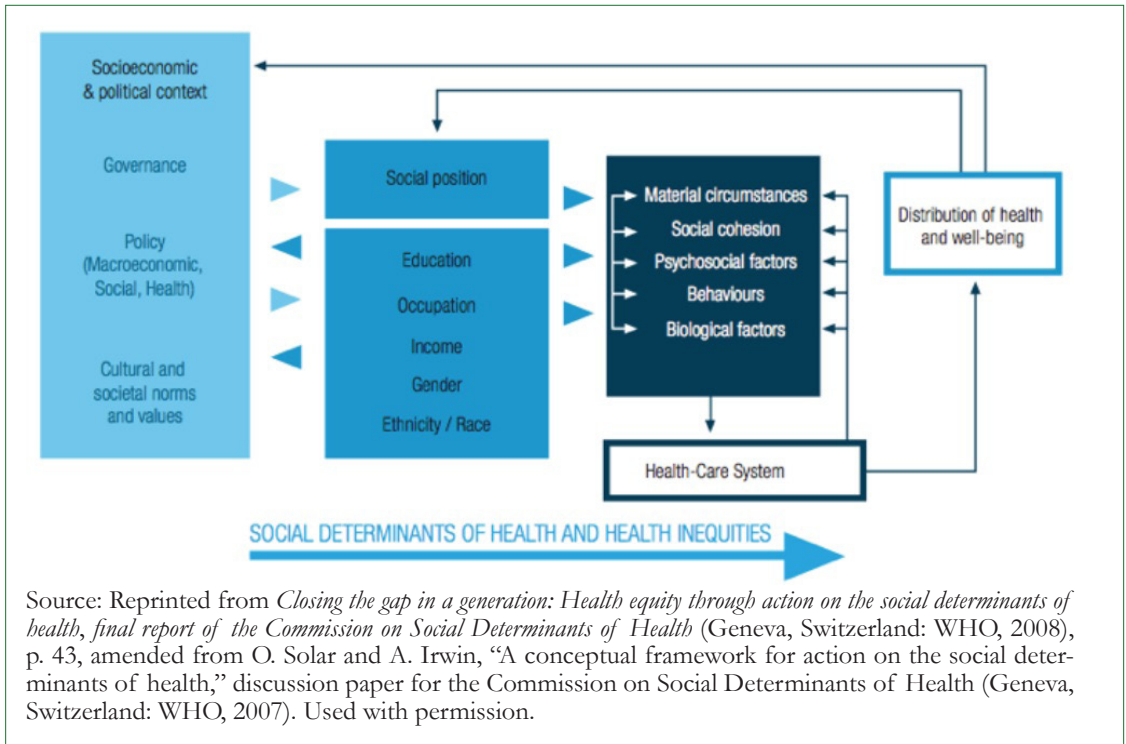 Socioeconomic
& political context
Governance
Policy
(Macroeconomic,
Social, Health)
Cultural and
societal norms
and values
Social position
Education
Occupation
Income
Gender
Ethnicity / Race
Material circumstances
Social cohesion
Psychosocial factors
Behaviours
Biological factors
Distribution of health
and well-being
Health-Care System
SOCIAL DETERMINANTS OF HEALTH AND HEALTH INEQUITIES
Source: Reprinted from Closing the gap in a generation: Health equity through action on the social determinants of
health, final report of the Commission on Social Determinants of Health (Geneva, Switzerland: WHO, 2008),
p. 43, amended from O. Solar and A. Irwin, “A conceptual framework for action on the social deter-
minants of health,” discussion paper for the Commission on Social Determinants of Health (Geneva,
Switzerland: WHO, 2007). Used with permission.